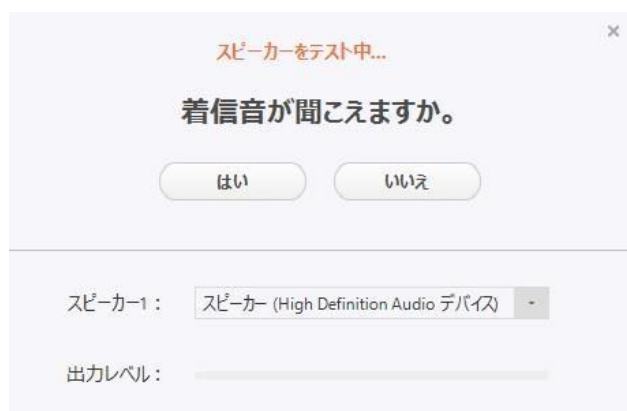 スピーカーをテスト中...
着信音が聞こえますか。
はい いいえ
スピーカー1： スピーカー (High Definition Audio デバイス)
出力レベル：